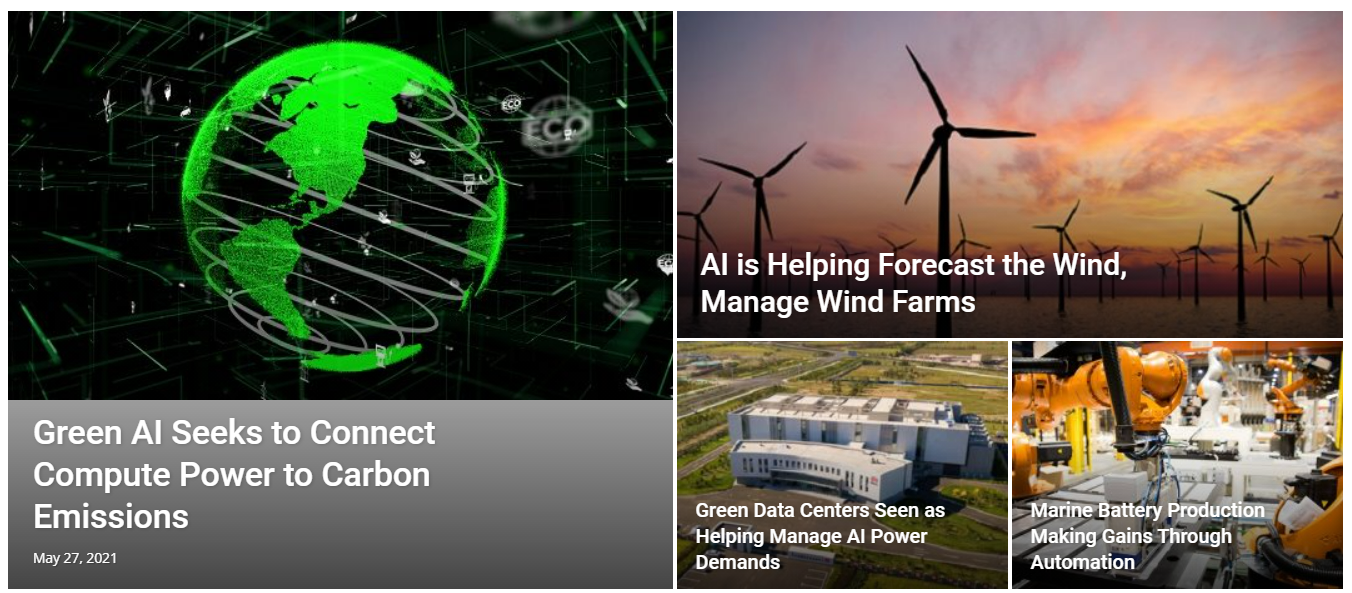 ECO
ECO
Green AI Seeks to Connect
Compute Power to Carbon
Emissions
May 27, 2021
AI is Helping Forecast the Wind,
Manage Wind Farms
Green Data Centers Seen as
Helping Manage AI Power
Demands
Marine Battery Production
Making Gains Through
Automation